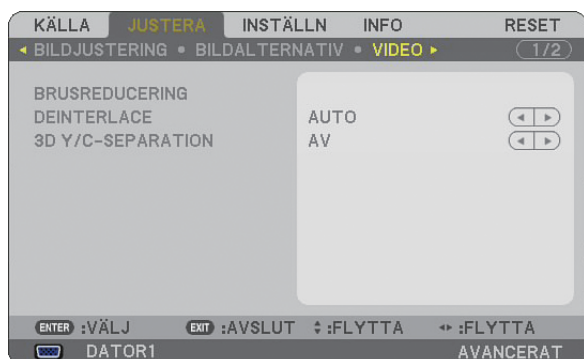 KÄLLA JUSTERA INSTÄLLN INFO RESET
◂ BILDJUSTERING • BILDALTERNATIV • VIDEO ▸ 1/2
BRUSREDUCERING
DEINTERLACE AUTO
3D Y/C-SEPARATION AV
ENTER :VÄLJ EXIT :AVSLUT :FLYTTA :FLYTTA
DATOR1 AVANCERAT